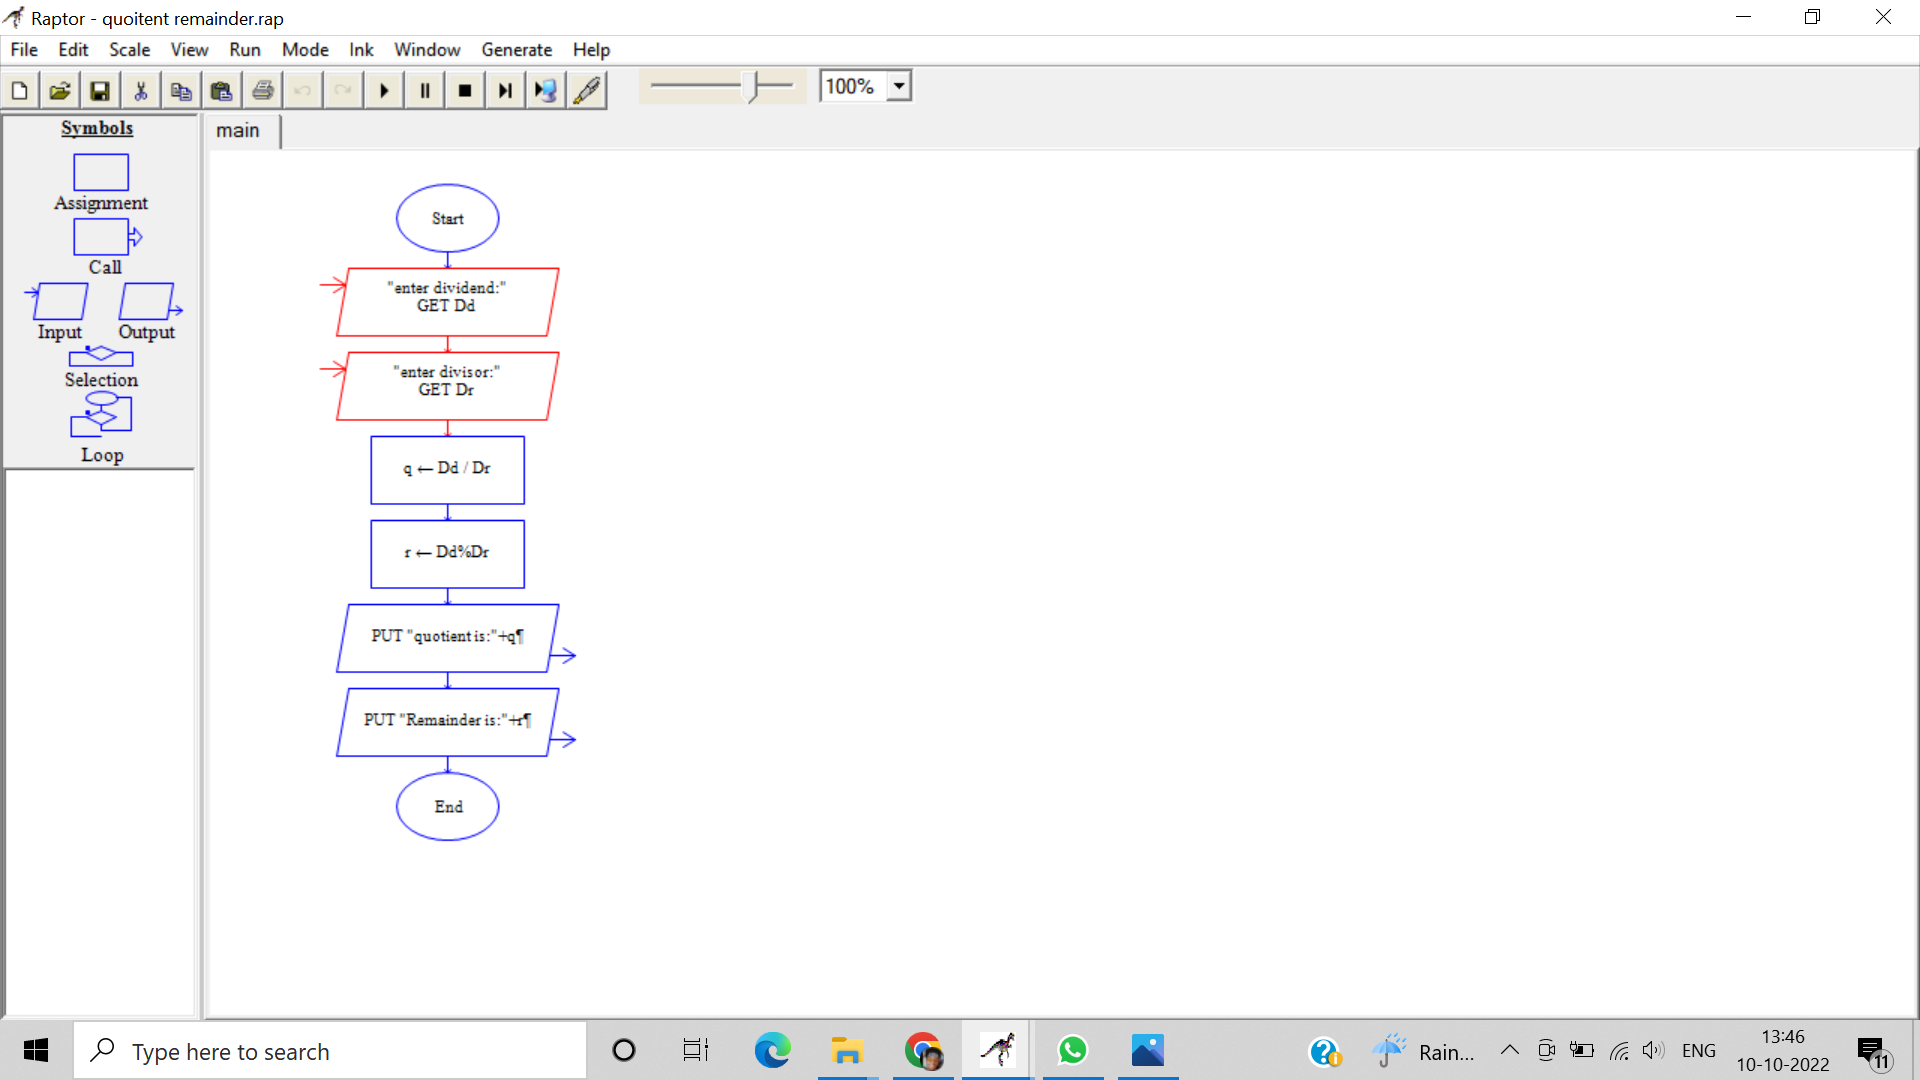 Raptor - quoitent remainder.rap
File Edit Scale View Run Mode Ink Window Generate Help
100%
Symbols
Assignment
Call
Input Output
Selection
Loop
main
Start
"enter dividend:"
GET Dd
"enter divisor:"
GET Dr
q ← Dd / Dr
r ← Dd%Dr
PUT "quotient is:"+q¶
PUT "Remainder is:"+r¶
End
Type here to search
Rain...
ENG
13:46
10-10-2022
11